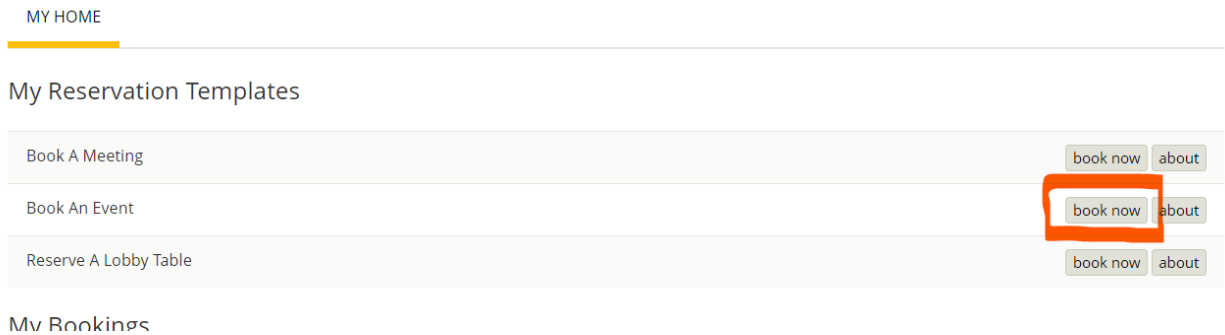 MY HOME
My Reservation Templates
Book A Meeting book now about
Book An Event book now about
Reserve A Lobby Table book now about
My Bookings